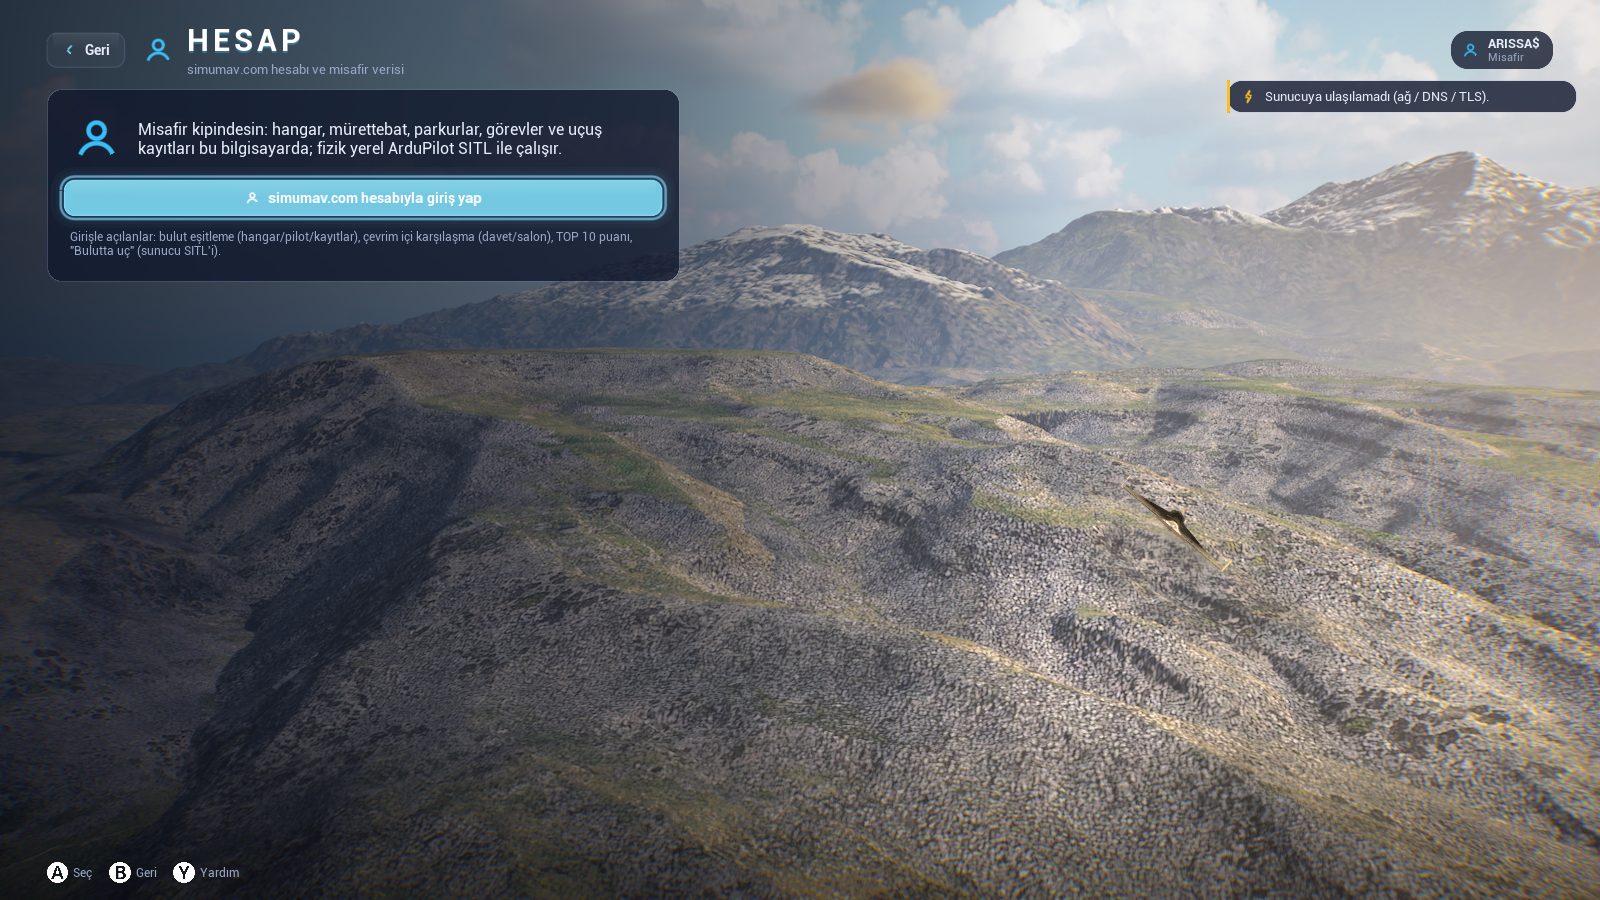 Geri
HESAP
simumav.com hesabı ve misafir verisi
ARISSA$
Misafir
Sunucuya ulaşılamadı (ağ / DNS / TLS).
Misafir kipindesin: hangar, mürettebat, parkurlar, görevler ve uçuş
kayıtları bu bilgisayarda; fizik yerel ArduPilot SITL ile çalışır.
simumav.com hesabıyla giriş yap
Girişle açılanlar: bulut eşitleme (hangar/pilot/kayıtlar), çevrim içi karşılaşma (davet/salon), TOP 10 puanı,
"Bulutta uç" (sunucu SITL'i).
A Seç B Geri Y Yardım